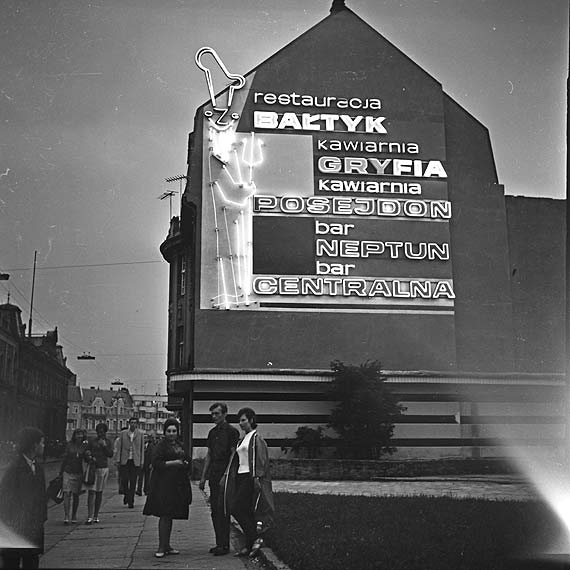 restauracja
BAŁTYK
kawiarnia
GRYFIA
kawiarnia
POSEJDON
bar
NEPTUN
bar
CENTRALNA